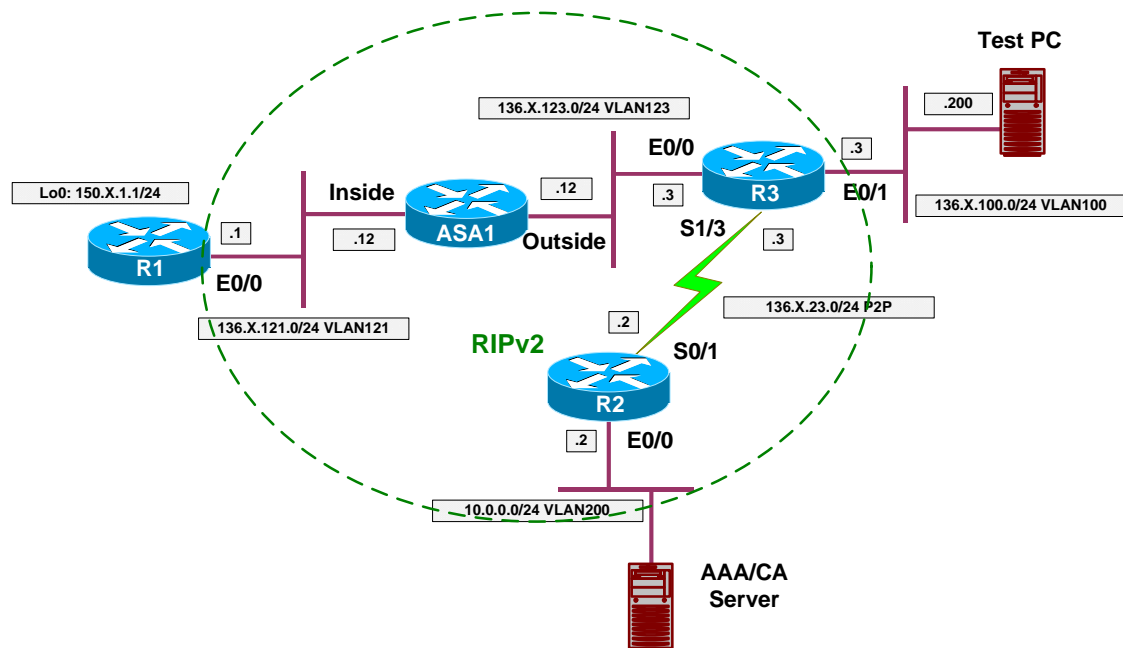 Test PC
136.X.123.0/24 VLAN123
.200
E0/0
.3
Lo0: 150.X.1.1/24
Inside
.12
.3
R3
E0/1
.1
ASA1
136.X.100.0/24 VLAN100
.12
Outside
S1/3
.3
R1
E0/0
136.X.23.0/24 P2P
136.X.121.0/24 VLAN121
.2
RIPv2
S0/1
R2
.2
E0/0
10.0.0.0/24 VLAN200
AAA/CA
Server